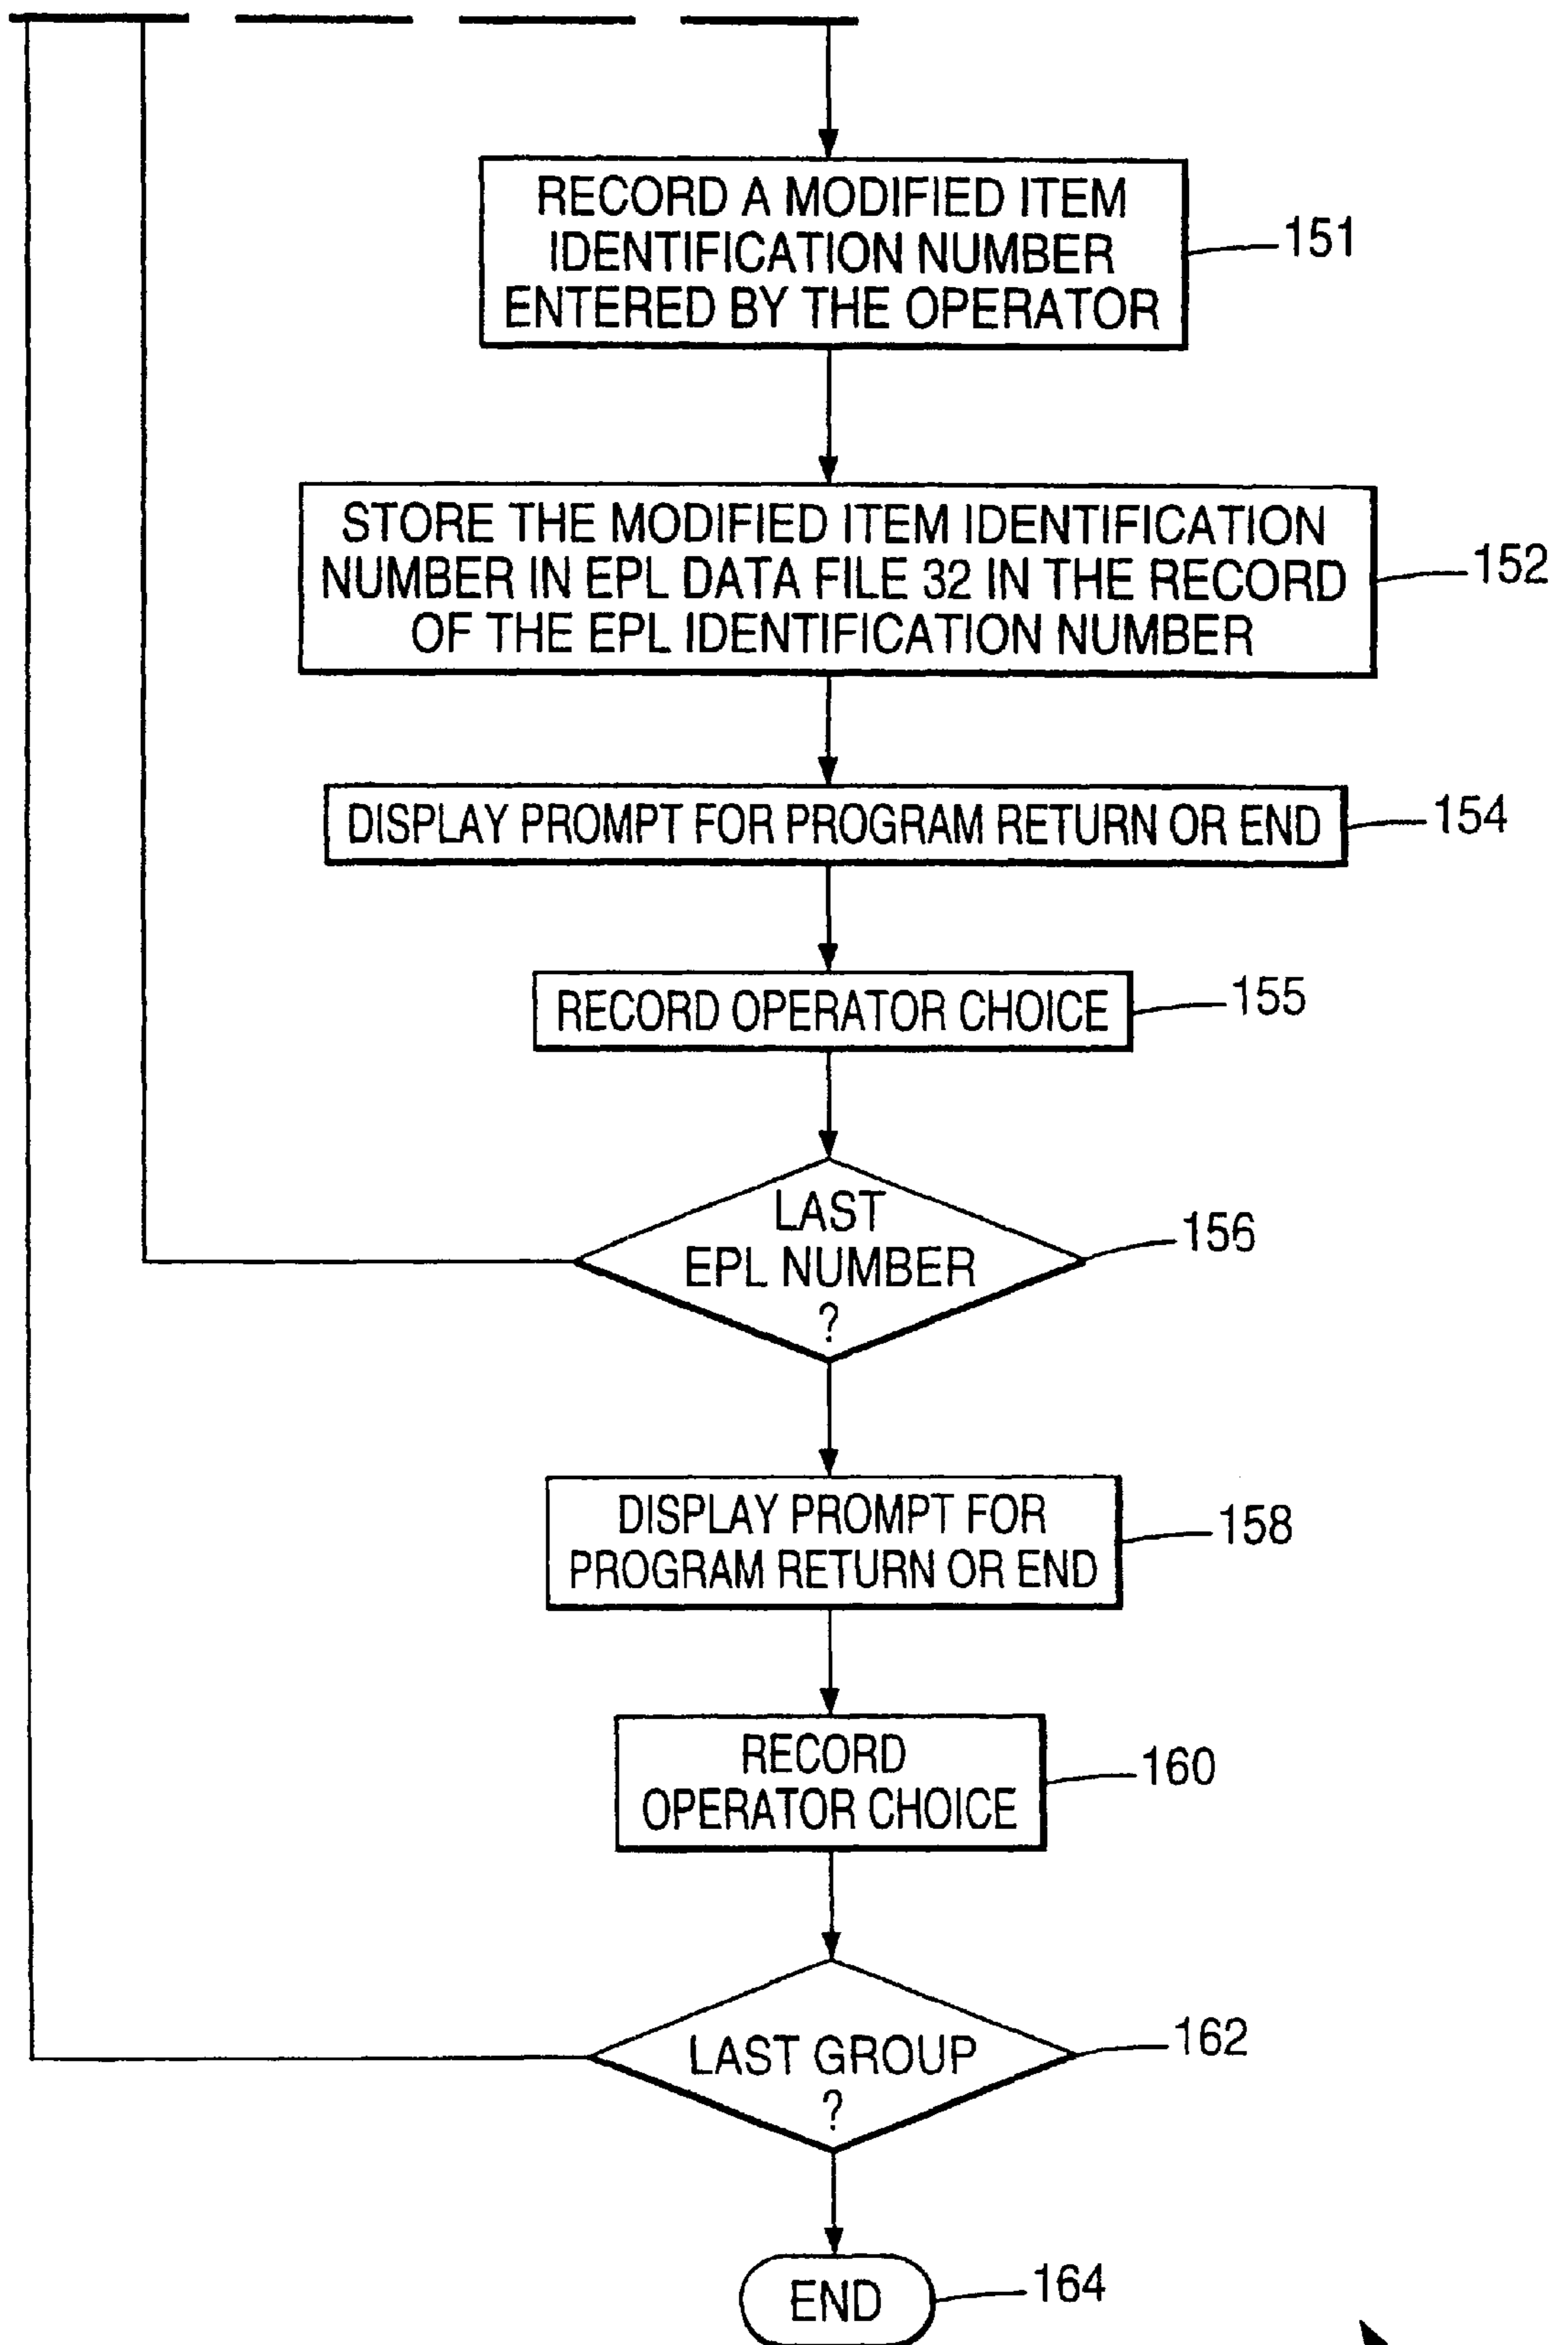 RECORD A MODIFIED ITEM
IDENTIFICATION NUMBER
ENTERED BY THE OPERATOR
151
STORE THE MODIFIED ITEM IDENTIFICATION
NUMBER IN EPL DATA FILE 32 IN THE RECORD
OF THE EPL IDENTIFICATION NUMBER
152
DISPLAY PROMPT FOR PROGRAM RETURN OR END
154
RECORD OPERATOR CHOICE
155
LAST
EPL NUMBER
?
156
DISPLAY PROMPT FOR
PROGRAM RETURN OR END
158
RECORD
OPERATOR CHOICE
160
LAST GROUP
?
162
END
164